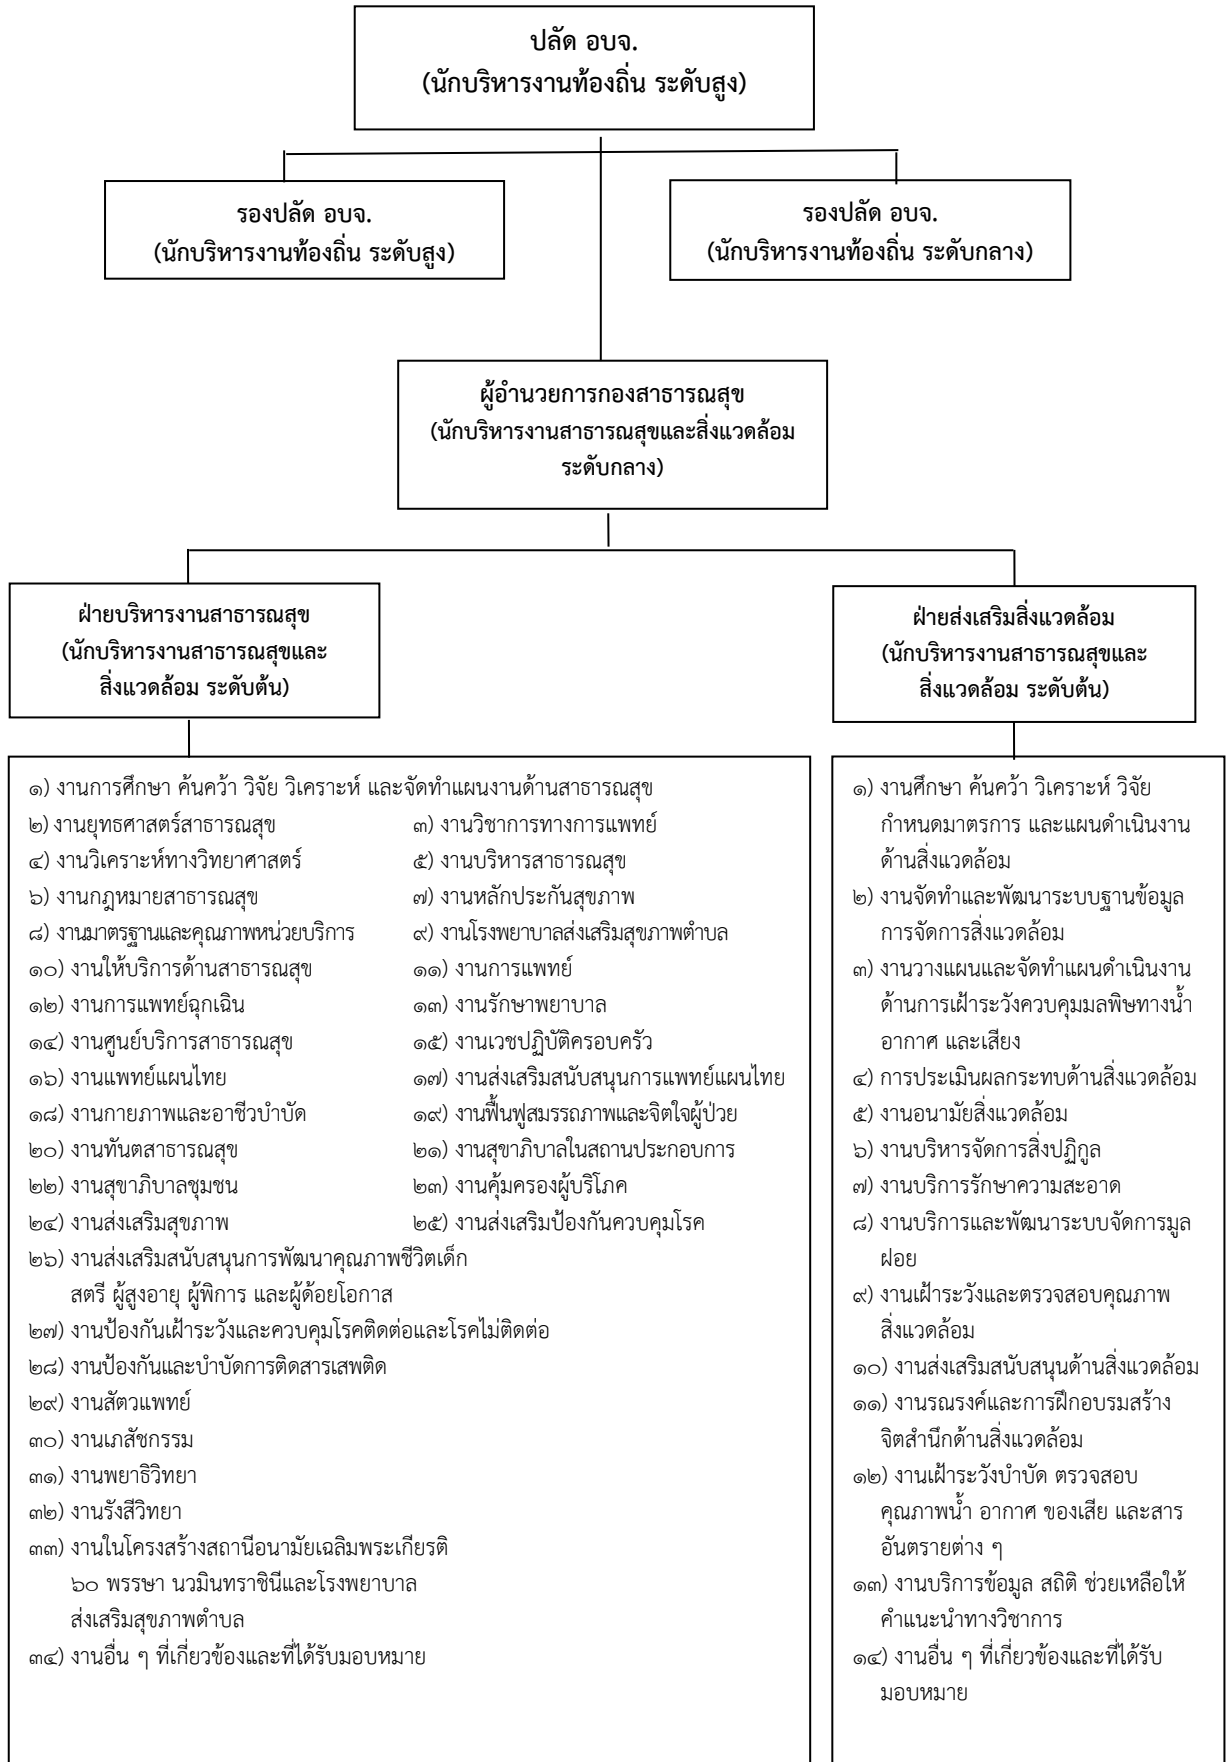 ปลัด อบจ.
(นักบริหารงานท้องถิ่น ระดับสูง)
รองปลัด อบจ.
(นักบริหารงานท้องถิ่น ระดับสูง)
รองปลัด อบจ.
(นักบริหารงานท้องถิ่น ระดับกลาง)
ผู้อำนวยการกองสาธารณสุข
(นักบริหารงานสาธารณสุขและสิ่งแวดล้อม
ระดับกลาง)
ฝ่ายบริหารงานสาธารณสุข
(นักบริหารงานสาธารณสุขและ
สิ่งแวดล้อม ระดับต้น)
ฝ่ายส่งเสริมสิ่งแวดล้อม
(นักบริหารงานสาธารณสุขและ
สิ่งแวดล้อม ระดับต้น)
๑) งานการศึกษา ค้นคว้า วิจัย วิเคราะห์ และจัดทำแผนงานด้านสาธารณสุข
๒) งานยุทธศาสตร์สาธารณสุข ๓) งานวิชาการทางการแพทย์
๔) งานวิเคราะห์ทางวิทยาศาสตร์ ๕) งานบริหารสาธารณสุข
๖) งานกฎหมายสาธารณสุข ๗) งานหลักประกันสุขภาพ
๘) งานมาตรฐานและคุณภาพหน่วยบริการ ๙) งานโรงพยาบาลส่งเสริมสุขภาพตำบล
๑๐) งานให้บริการด้านสาธารณสุข ๑๑) งานการแพทย์
๑๒) งานการแพทย์ฉุกเฉิน ๑๓) งานรักษาพยาบาล
๑๔) งานศูนย์บริการสาธารณสุข ๑๕) งานเวชปฏิบัติครอบครัว
๑๖) งานแพทย์แผนไทย ๑๗) งานส่งเสริมสนับสนุนการแพทย์แผนไทย
๑๘) งานกายภาพและอาชีวบำบัด ๑๙) งานฟื้นฟูสมรรถภาพและจิตใจผู้ป่วย
๒๐) งานทันตสาธารณสุข ๒๑) งานสุขาภิบาลในสถานประกอบการ
๒๒) งานสุขาภิบาลชุมชน ๒๓) งานคุ้มครองผู้บริโภค
๒๔) งานส่งเสริมสุขภาพ ๒๕) งานส่งเสริมป้องกันควบคุมโรค
๒๖) งานส่งเสริมสนับสนุนการพัฒนาคุณภาพชีวิตเด็ก
สตรี ผู้สูงอายุ ผู้พิการ และผู้ด้อยโอกาส
๒๗) งานป้องกันเฝ้าระวังและควบคุมโรคติดต่อและโรคไม่ติดต่อ
๒๘) งานป้องกันและบำบัดการติดสารเสพติด
๒๙) งานสัตวแพทย์
๓๐) งานเภสัชกรรม
๓๑) งานพยาธิวิทยา
๓๒) งานรังสีวิทยา
๓๓) งานในโครงสร้างสถานีอนามัยเฉลิมพระเกียรติ
๖๐ พรรษา นวมินทราชินีและโรงพยาบาล
ส่งเสริมสุขภาพตำบล
๓๔) งานอื่น ๆ ที่เกี่ยวข้องและที่ได้รับมอบหมาย
๑) งานศึกษา ค้นคว้า วิเคราะห์ วิจัย
กำหนดมาตรการ และแผนดำเนินงาน
ด้านสิ่งแวดล้อม
๒) งานจัดทำและพัฒนาระบบฐานข้อมูล
การจัดการสิ่งแวดล้อม
๓) งานวางแผนและจัดทำแผนดำเนินงาน
ด้านการเฝ้าระวังควบคุมมลพิษทางน้ำ
อากาศ และเสียง
๔) การประเมินผลกระทบด้านสิ่งแวดล้อม
๕) งานอนามัยสิ่งแวดล้อม
๖) งานบริหารจัดการสิ่งปฏิกูล
๗) งานบริการรักษาความสะอาด
๘) งานบริการและพัฒนาระบบจัดการมูล
ฝอย
๙) งานเฝ้าระวังและตรวจสอบคุณภาพ
สิ่งแวดล้อม
๑๐) งานส่งเสริมสนับสนุนด้านสิ่งแวดล้อม
๑๑) งานรณรงค์และการฝึกอบรมสร้าง
จิตสำนึกด้านสิ่งแวดล้อม
๑๒) งานเฝ้าระวังบำบัด ตรวจสอบ
คุณภาพน้ำ อากาศ ของเสีย และสาร
อันตรายต่าง ๆ
๑๓) งานบริการข้อมูล สถิติ ช่วยเหลือให้
คำแนะนำทางวิชาการ
๑๔) งานอื่น ๆ ที่เกี่ยวข้องและที่ได้รับ
มอบหมาย